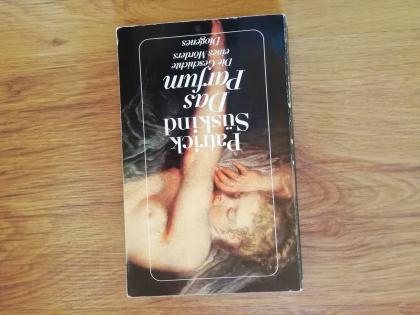 Patrick
Süskind
Das
Parfum
Die Geschichte
eines Mörders
Diogenes